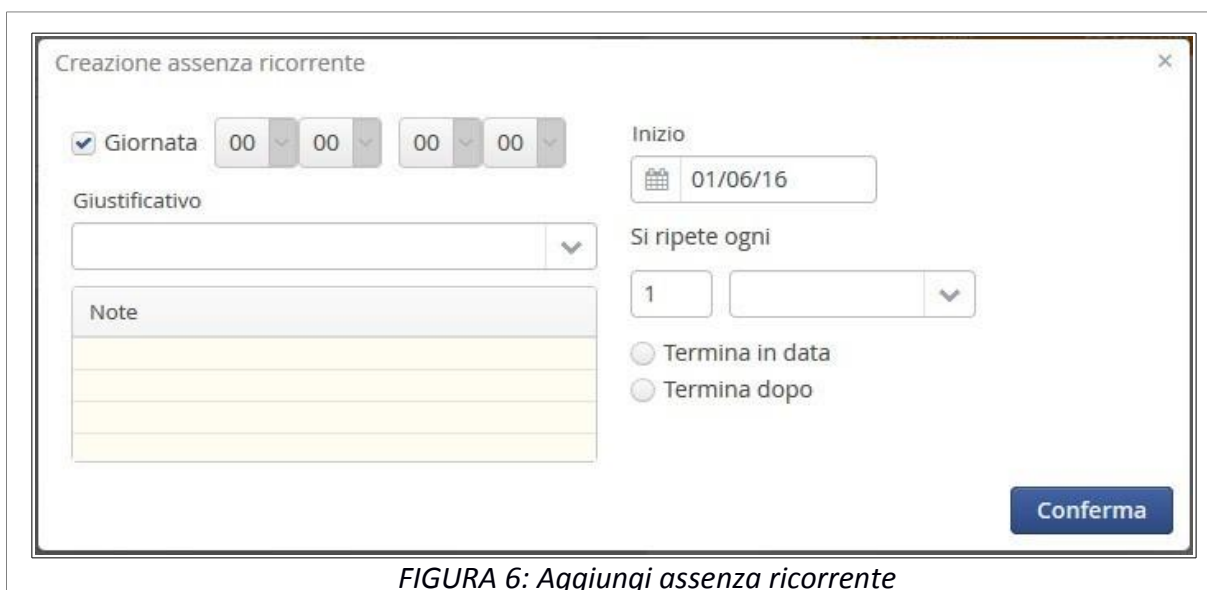 Creazione assenza ricorrente
×
Giornata 00 00 00 00
Giustificativo
Note
Inizio
01/06/16
Si ripete ogni
1
Termina in data
Termina dopo
Conferma
FIGURA 6: Aggiungi assenza ricorrente